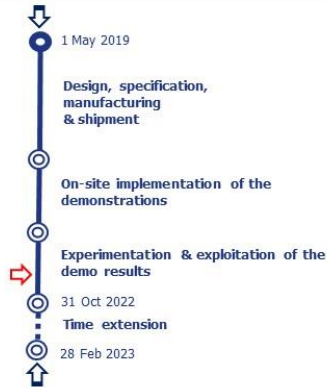 1 May 2019
Design, specification,
manufacturing
& shipment
On-site implementation of the
demonstrations
Experimentation & exploitation of the
demo results
31 Oct 2022
Time extension
28 Feb 2023